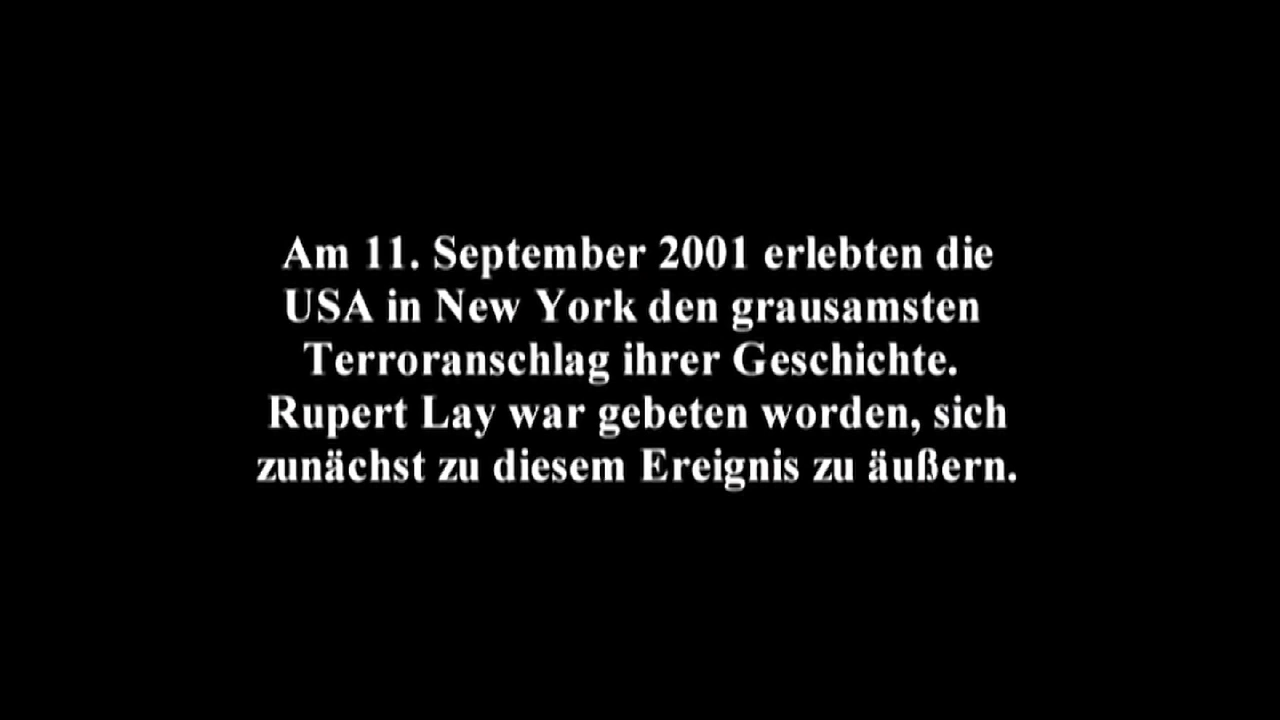 Am 11. September 2001 erlebten die
USA in New York den grausamsten
Terroranschlag ihrer Geschichte.
Rupert Lay war gebeten worden, sich
zunächst zu diesem Ereignis zu äußern.